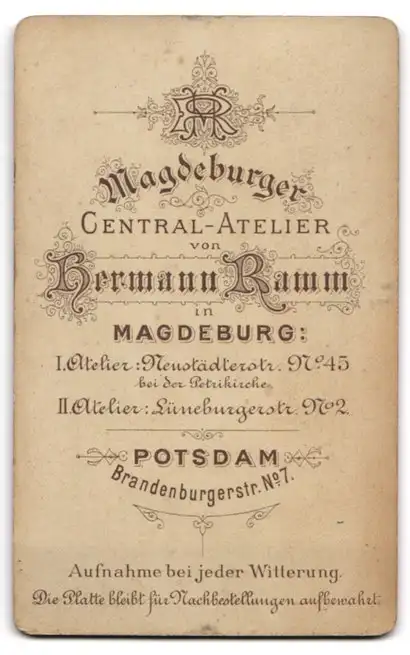 Magdeburger
CENTRAL-ATELIER
von
Hermann Ramm
in
MAGDEBURG:
I. Atelier: Neustädterstr. No 45
bei der Petrikirche.
II. Atelier: Lüneburgerstr. No 2.
POTSDAM
Brandenburgerstr. No 7.
Aufnahme bei jeder Witterung.
Die Platte bleibt für Nachbestellungen aufbewahrt.